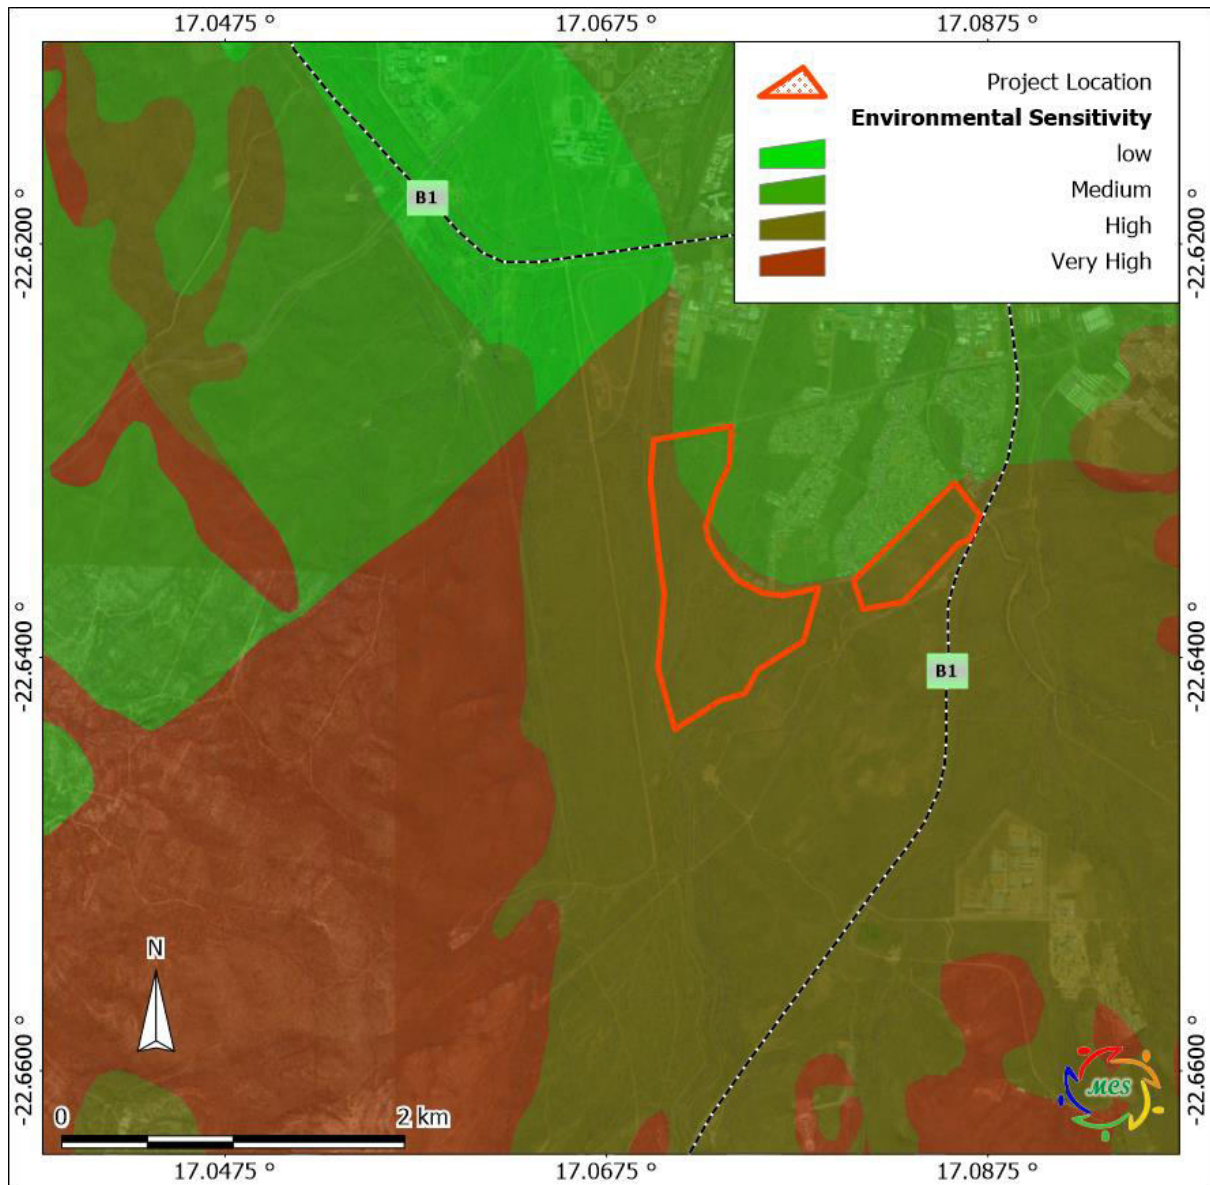 17.0475 °
17.0675 °
17.0875 °
Project Location
Environmental Sensitivity
low
Medium
High
Very High
B1
-22.6200 °
-22.6200 °
-22.6400 °
-22.6400 °
B1
N
-22.6600 °
-22.6600 °
MCS
0
2 km
17.0475 °
17.0675 °
17.0875 °